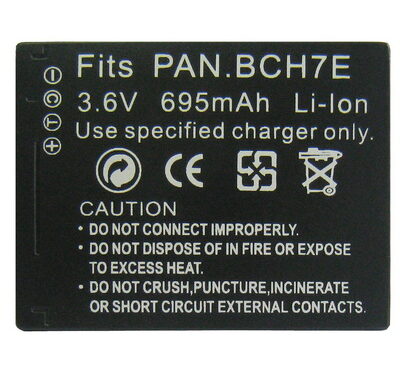 Fits PAN.BCH7E
3.6V 695mAh Li-Ion
Use specific charger only
CE
CAUTION
• DO NOT CONNECT IMPROPERLY.
• DO NOT DISPOSE OF IN FIRE OR EXPOSE
TO EXCESS HEAT.
• DO NOT CRUSH,PUNCTURE,INCINERATE
OR SHORT CIRCUIT EXTERNAL CONTACTS.
- C T +